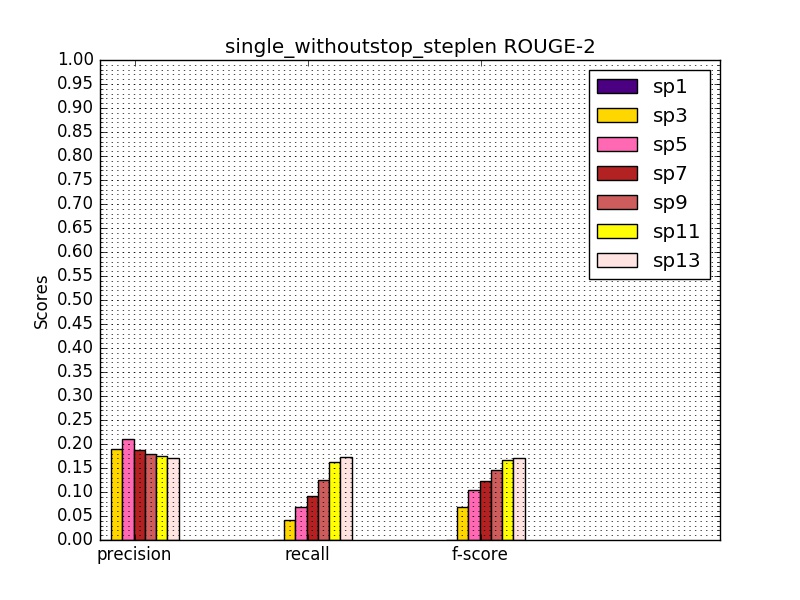 single_withoutstop_steplen ROUGE-2
1.00
0.95
0.90
0.85
0.80
0.75
0.70
0.65
0.60
0.55
0.50
0.45
0.40
0.35
0.30
0.25
0.20
0.15
0.10
0.05
0.00
Scores
sp1
sp3
sp5
sp7
sp9
sp11
sp13
precision recall f-score